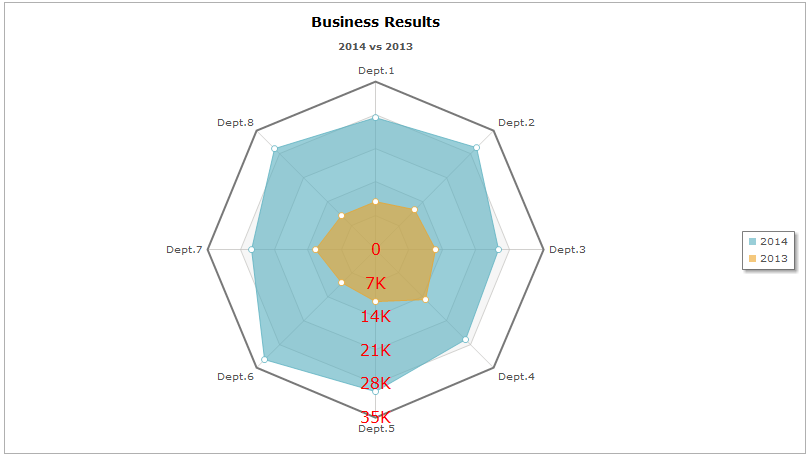 Business Results
2014 vs 2013
Dept.1
Dept.8
Dept.2
Dept.7
0
Dept.3
2014
2013
7K
14K
21K
Dept.6
28K
Dept.4
35K
Dept.5